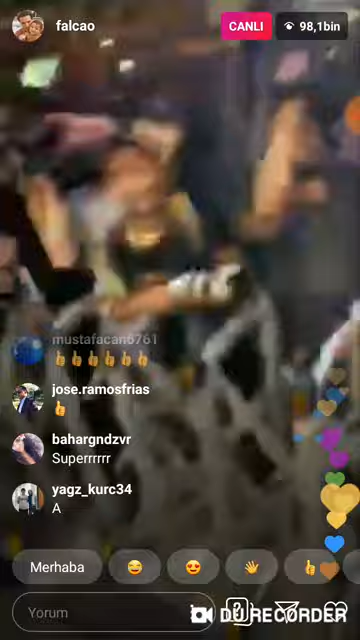 falcao
CANLI
98,1bin
mustafacan6761
👍👍👍👍👍👍
jose.ramosfrias
👍
bahargndzvr
Superrrrrr
yagz_kurc34
A
Merhaba 😂 😍 👋 👍
Yorum
DU RECORDER